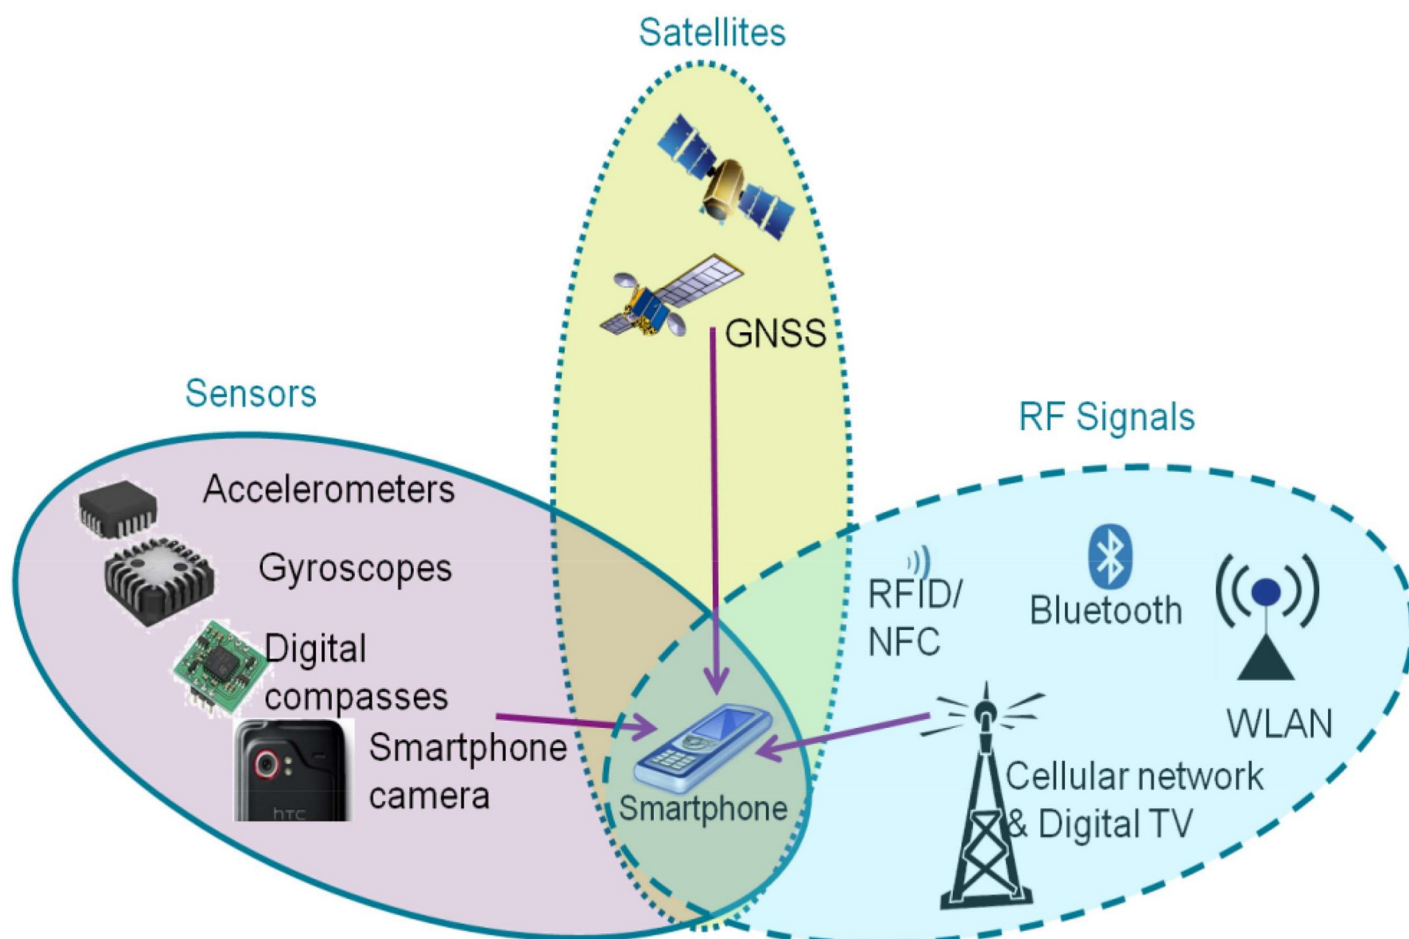 Satellites
GNSS
Sensors
Accelerometers
Gyroscopes
Digital
compasses
Smartphone
camera
hTC
Smartphone
RF Signals
RFID/
NFC
Bluetooth
WLAN
Cellular network
& Digital TV